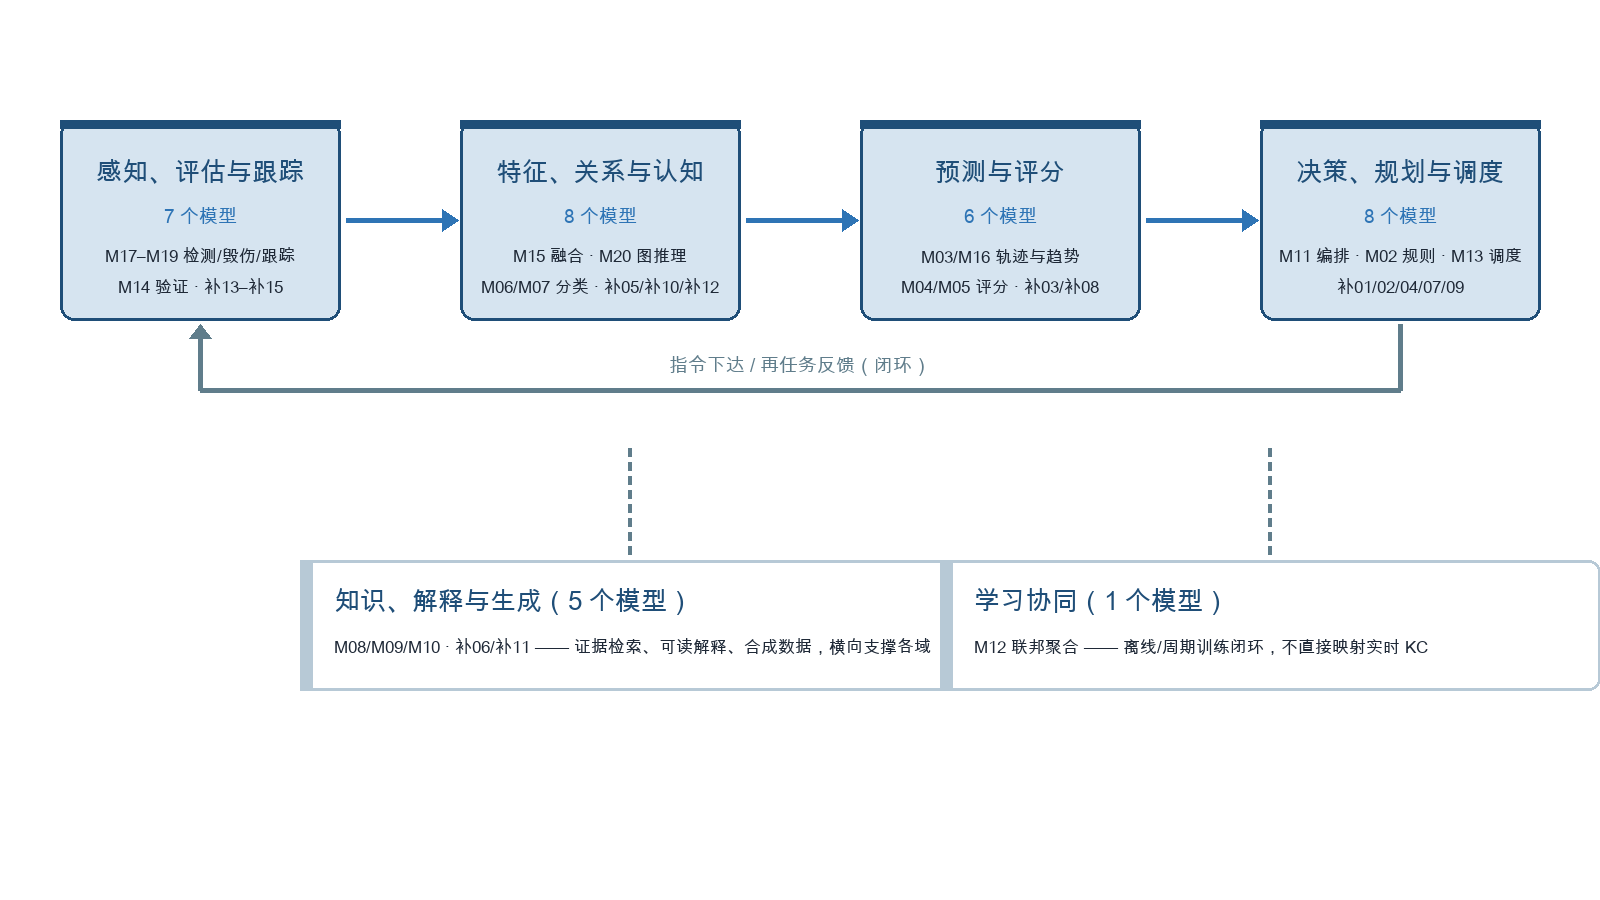 感知、评估与跟踪
7 个模型
M17–M19 检测/毁伤/跟踪
M14 验证 · 补13–补15
特征、关系与认知
8 个模型
M15 融合 · M20 图推理
M06/M07 分类 · 补05/补10/补12
预测与评分
6 个模型
M03/M16 轨迹与趋势
M04/M05 评分 · 补03/补08
决策、规划与调度
8 个模型
M11 编排 · M02 规则 · M13 调度
补01/02/04/07/09
指令下达 / 再任务反馈（闭环）
知识、解释与生成（5 个模型）
M08/M09/M10 · 补06/补11 —— 证据检索、可读解释、合成数据，横向支撑各域
学习协同（1 个模型）
M12 联邦聚合 —— 离线/周期训练闭环，不直接映射实时 KC